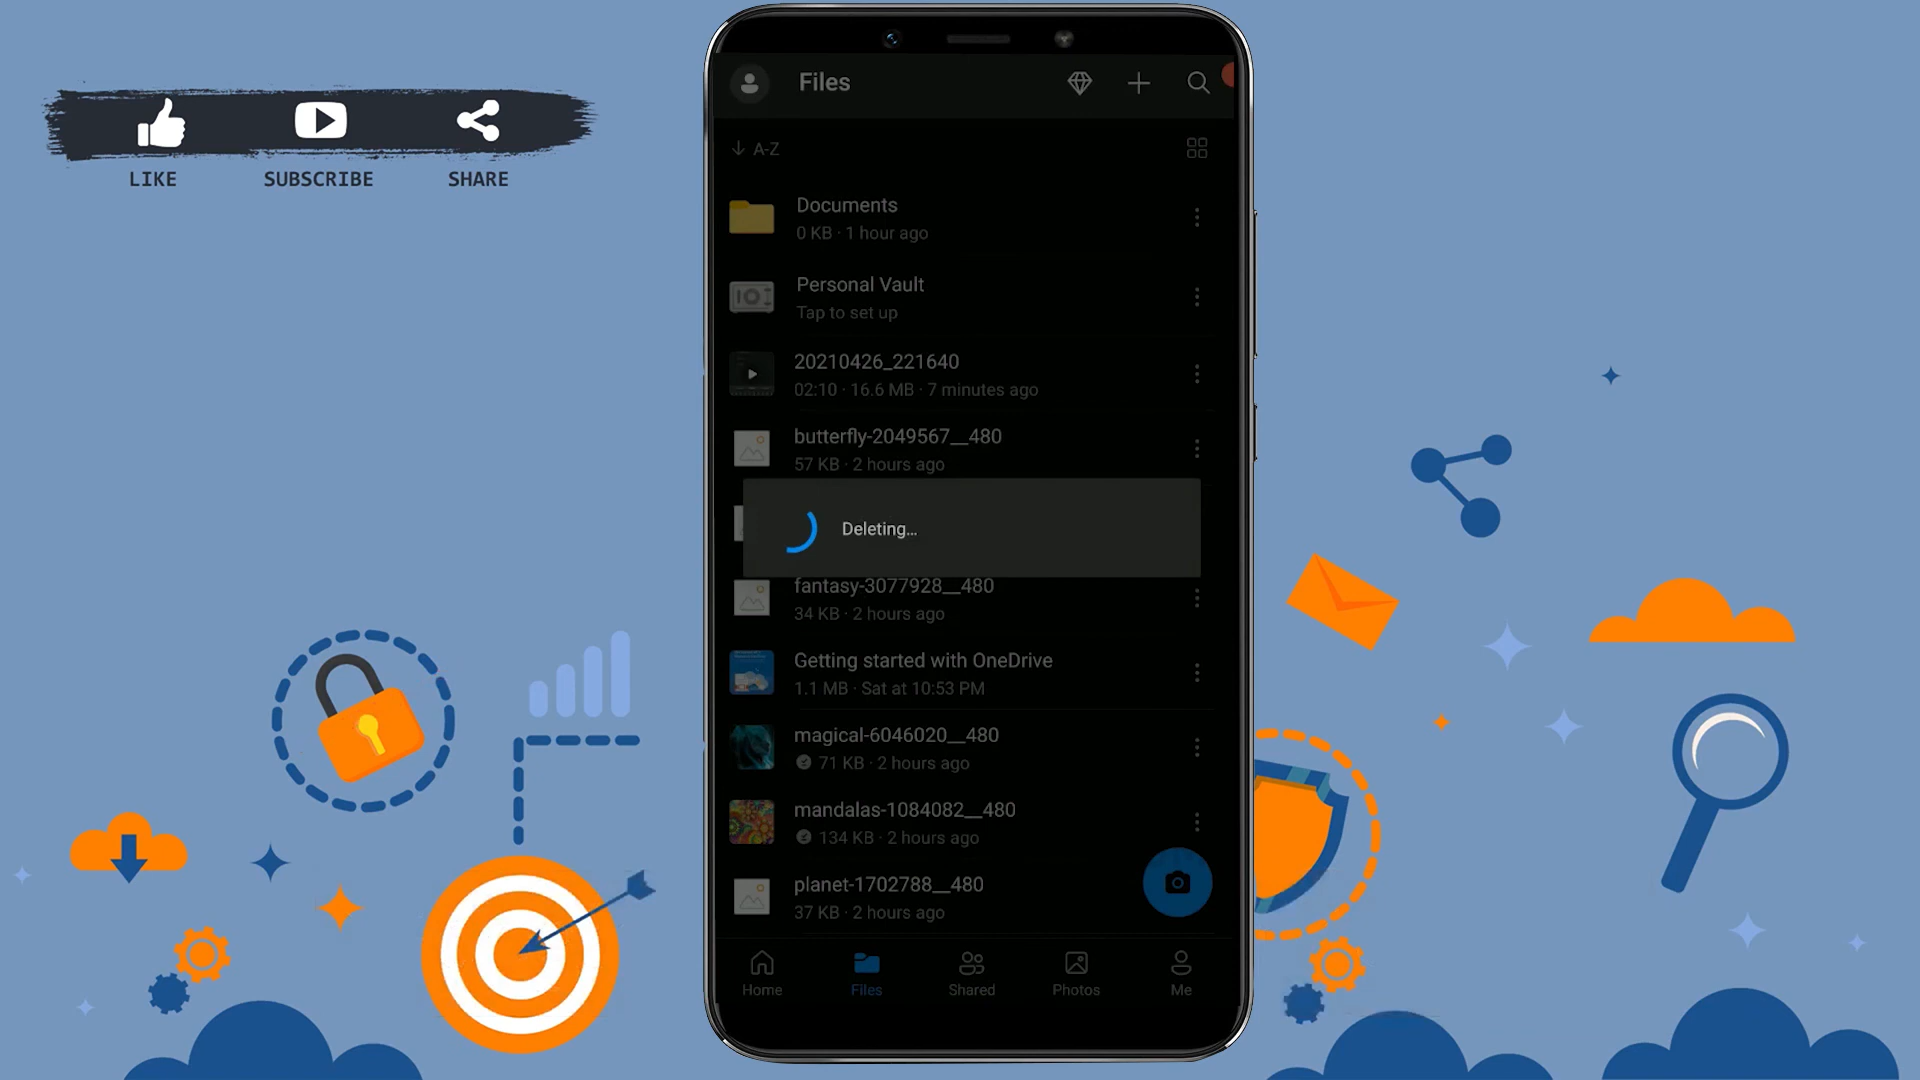 LIKE
SUBSCRIBE
SHARE
Files
A-Z
Documents
0 KB · 1 hour ago
Personal Vault
Tap to set up
20210426_221640
02:10 · 16.6 MB · 7 minutes ago
butterfly-2049567__480
57 KB · 2 hours ago
Deleting...
fantasy-3077928__480
34 KB · 2 hours ago
Getting started with OneDrive
1.1 MB · Sat at 10:53 PM
magical-6046020__480
71 KB · 2 hours ago
mandalas-1084082__480
134 KB · 2 hours ago
planet-1702788__480
37 KB · 2 hours ago
Home
Files
Shared
Photos
Me